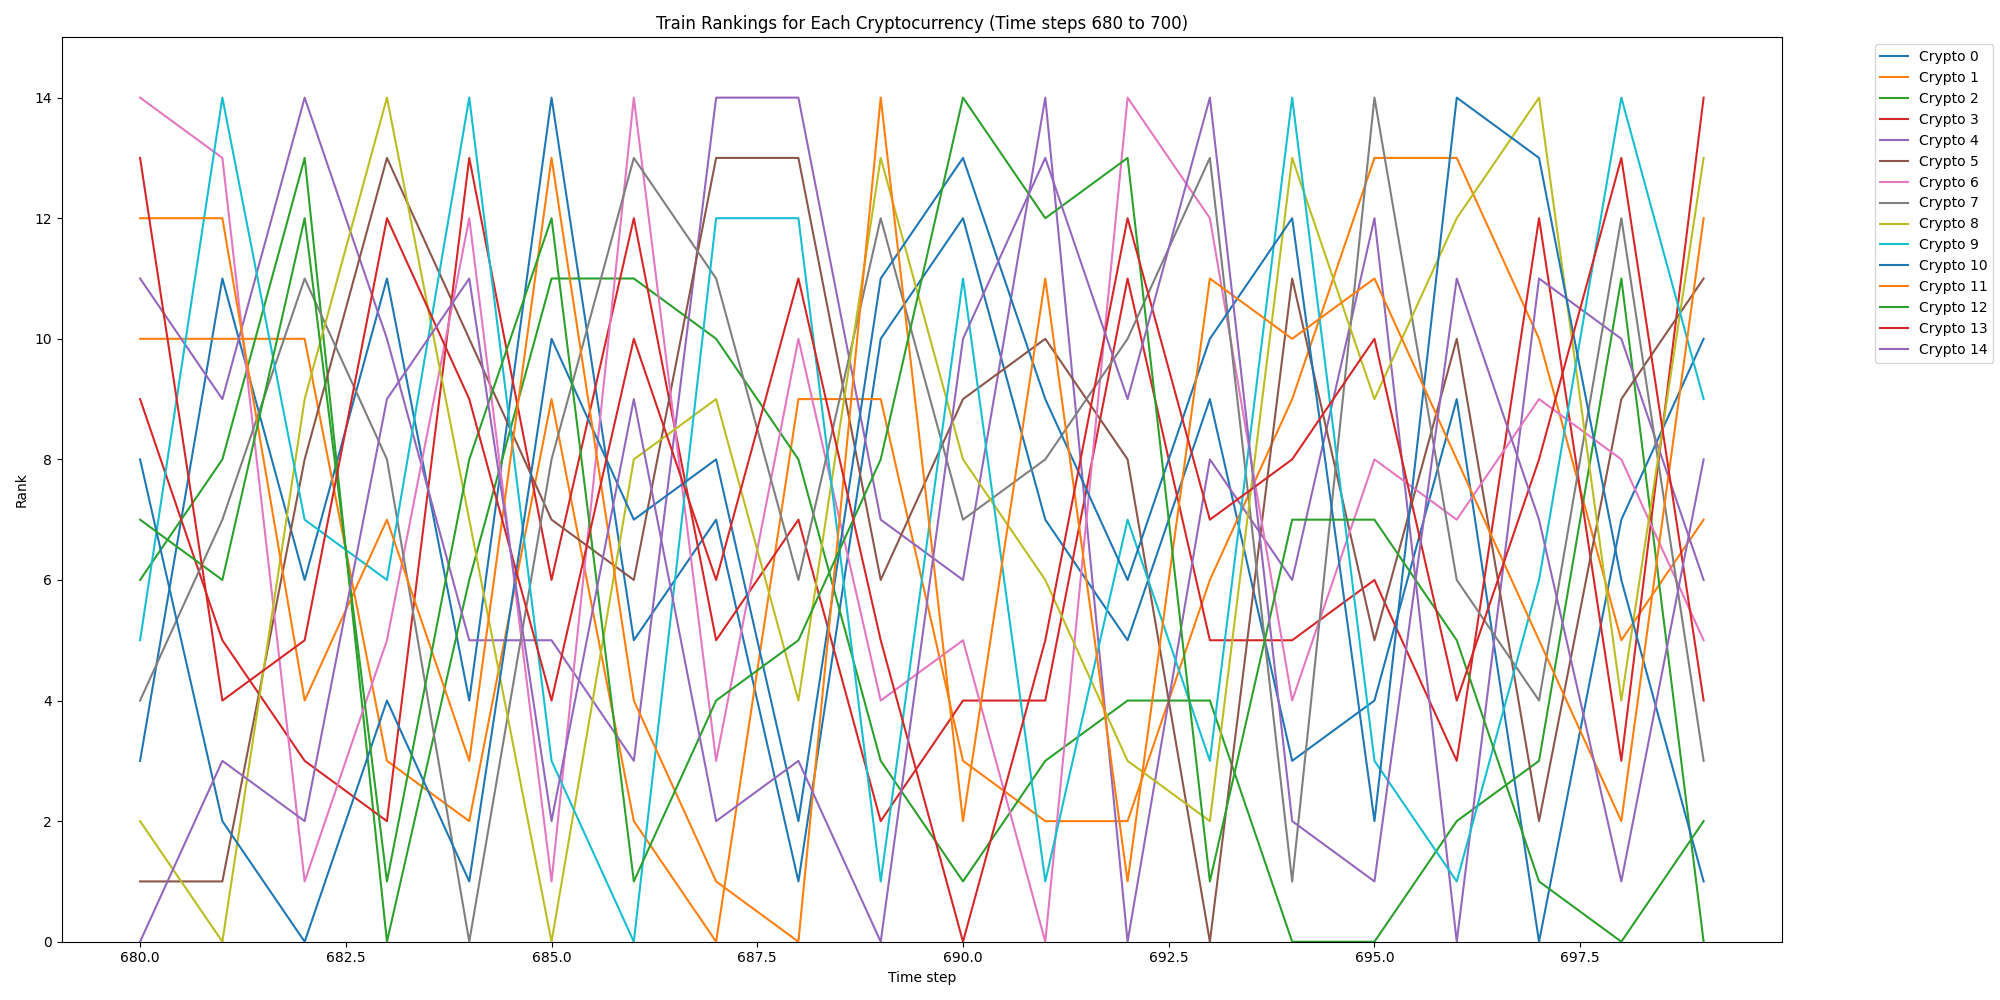 Train Rankings for Each Cryptocurrency (Time steps 680 to 700)
Rank
14
12
10
8
6
4
2
0
680.0 682.5 685.0 687.5 690.0 692.5 695.0 697.5
Time step
Crypto 0
Crypto 1
Crypto 2
Crypto 3
Crypto 4
Crypto 5
Crypto 6
Crypto 7
Crypto 8
Crypto 9
Crypto 10
Crypto 11
Crypto 12
Crypto 13
Crypto 14